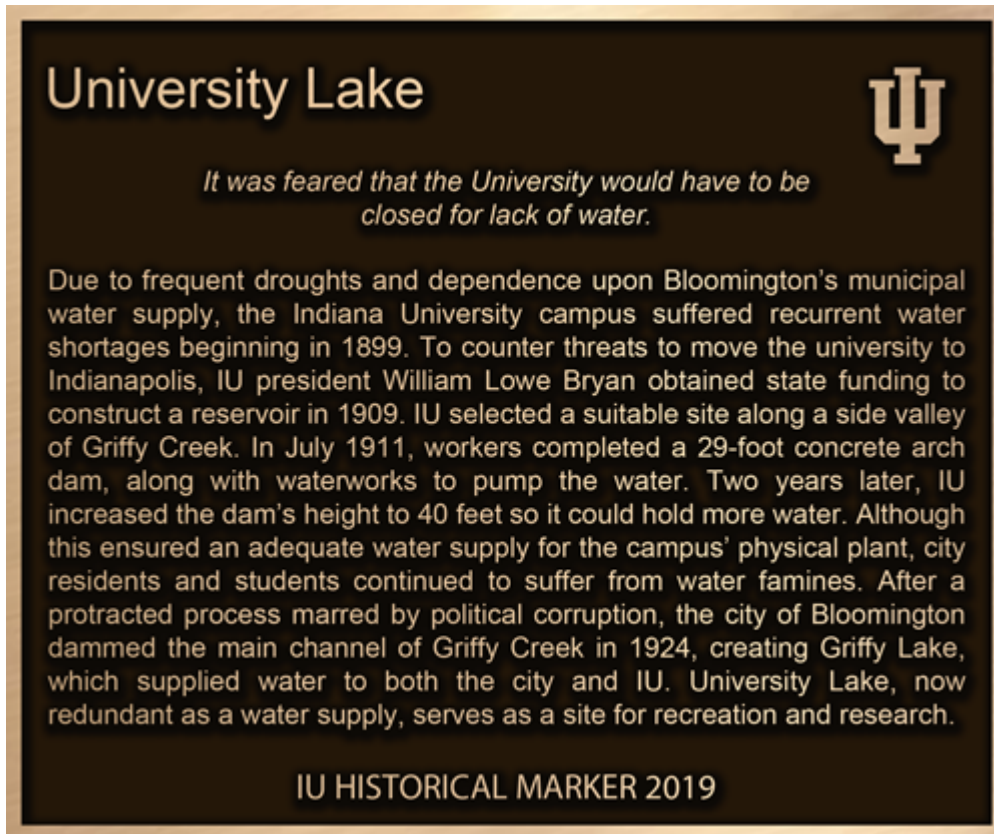 University Lake
It was feared that the University would have to be
closed for lack of water.
Due to frequent droughts and dependence upon Bloomington’s municipal
water supply, the Indiana University campus suffered recurrent water
shortages beginning in 1899. To counter threats to move the university to
Indianapolis, IU president William Lowe Bryan obtained state funding to
construct a reservoir in 1909. IU selected a suitable site along a side valley
of Griffy Creek. In July 1911, workers completed a 29-foot concrete arch
dam, along with waterworks to pump the water. Two years later, IU
increased the dam’s height to 40 feet so it could hold more water. Although
this ensured an adequate water supply for the campus’ physical plant, city
residents and students continued to suffer from water famines. After a
protracted process marred by political corruption, the city of Bloomington
dammed the main channel of Griffy Creek in 1924, creating Griffy Lake,
which supplied water to both the city and IU. University Lake, now
redundant as a water supply, serves as a site for recreation and research.
IU HISTORICAL MARKER 2019